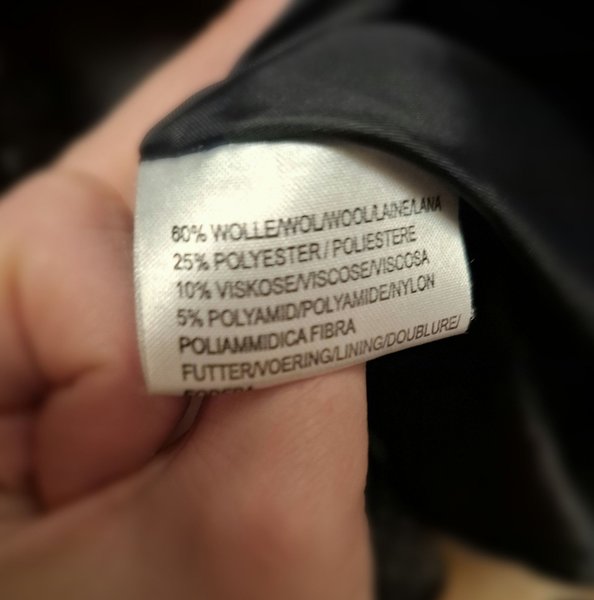 60% WOLLE/WOL/WOOL/LAINE/LANA
25% POLYESTER / POLIESTERE
10% VISKOSE/VISCOSE/VISCOSA
5% POLYAMID/POLYAMIDE/NYLON
POLIAMMIDICA FIBRA
FUTTER/VOERING/LINING/DOUBLURE/